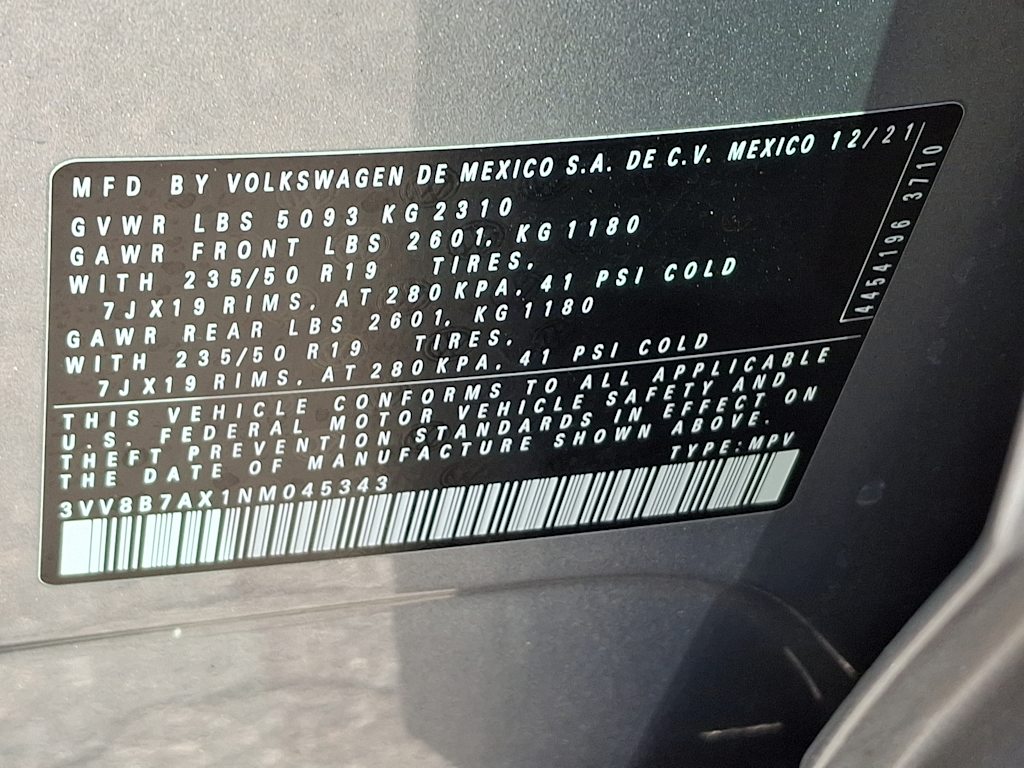 MFD BY VOLKSWAGEN DE MEXICO S.A. DE C.V. MEXICO 12/21
GVWR LBS 5093 KG 2310
GAWR FRONT LBS 2601. KG 1180
WITH 235/50 R19 TIRES.
7JX19 RIMS. AT 280 KPA. 41 PSI COLD
GAWR REAR LBS 2601. KG 1180
WITH 235/50 R19 TIRES.
7JX19 RIMS. AT 280 KPA. 41 PSI COLD
4454196 3710
THIS VEHICLE CONFORMS TO ALL APPLICABLE
U.S. FEDERAL MOTOR VEHICLE SAFETY AND
THEFT PREVENTION STANDARDS IN EFFECT ON
THE DATE OF MANUFACTURE SHOWN ABOVE.
3VV8B7AX1NM045343 TYPE: MPV